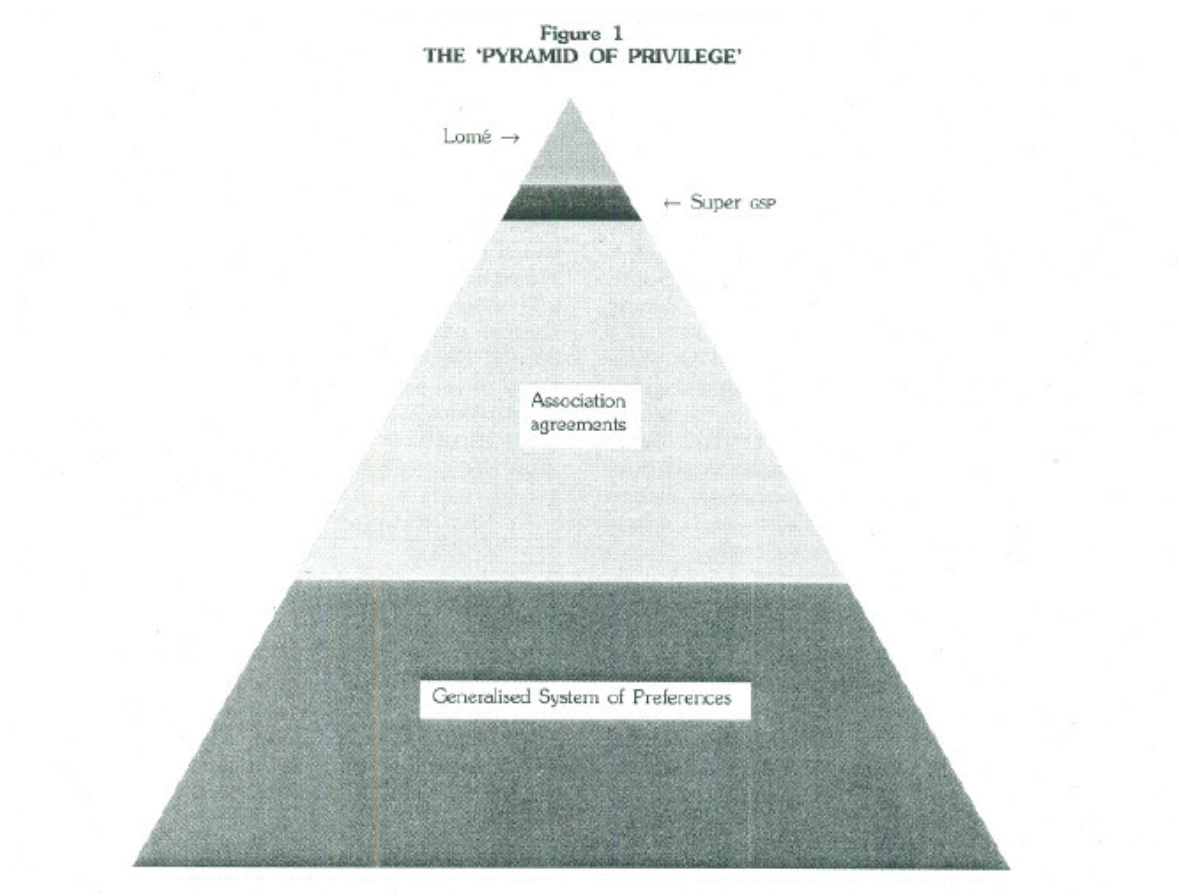 Figure 1
THE ‘PYRAMID OF PRIVILEGE’
Lomé →
← Super GSP
Association
agreements
Generalised System of Preferences